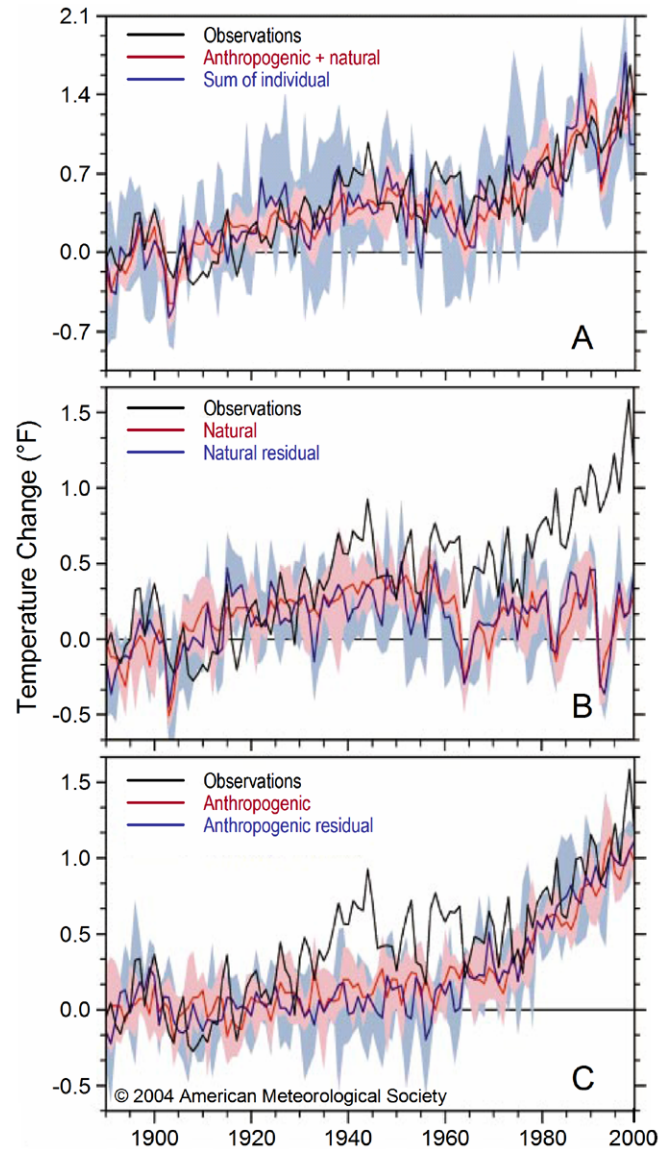 Temperature Change (°F)
2.1
1.4
0.7
0.0
-0.7
Observations
Anthropogenic + natural
Sum of individual
A
1.5
1.0
0.5
0.0
-0.5
Observations
Natural
Natural residual
B
1.5
1.0
0.5
0.0
-0.5
Observations
Anthropogenic
Anthropogenic residual
C
© 2004 American Meteorological Society
1900 1920 1940 1960 1980 2000